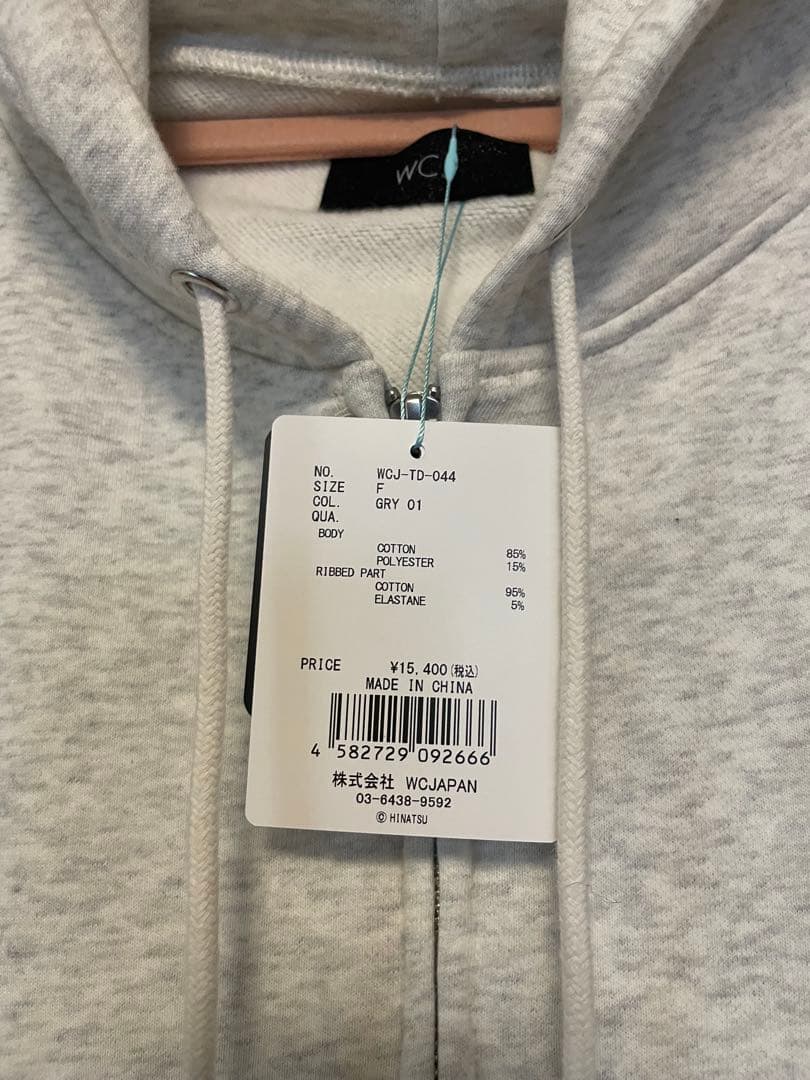 WC
NO. WCJ-TD-044
SIZE F
COL. GRY 01
QUA.
BODY
COTTON 85%
POLYESTER 15%
RIBBED PART
COTTON 95%
ELASTANE 5%
PRICE ¥15,400(税込)
MADE IN CHINA
4 582729 092666
株式会社 WCJAPAN
03-6438-9592
© HINATSU